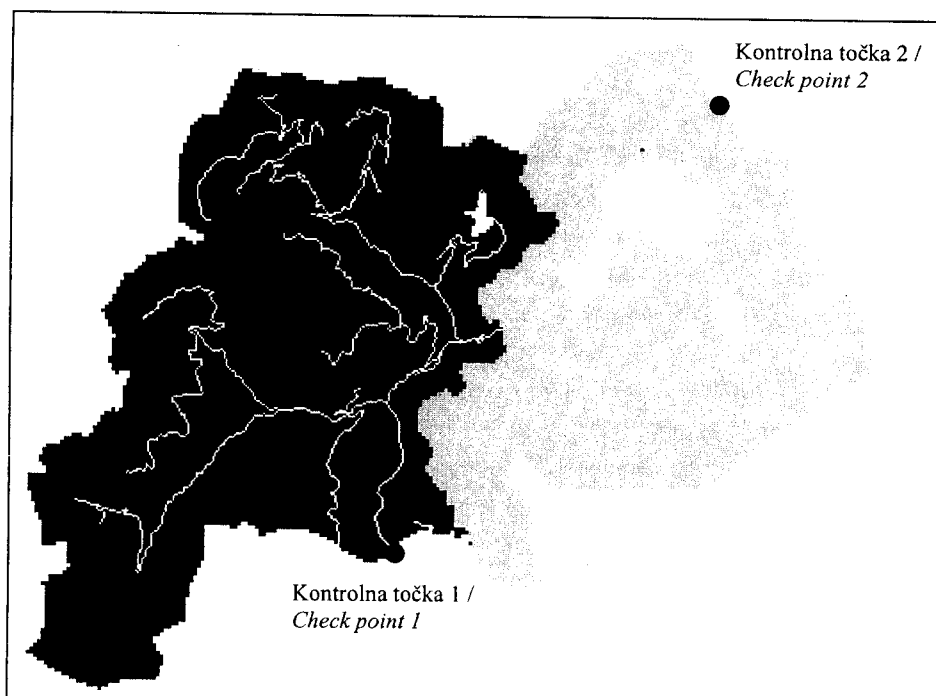 Kontrolna točka 2 /
Check point 2
Kontrolna točka 1 /
Check point 1